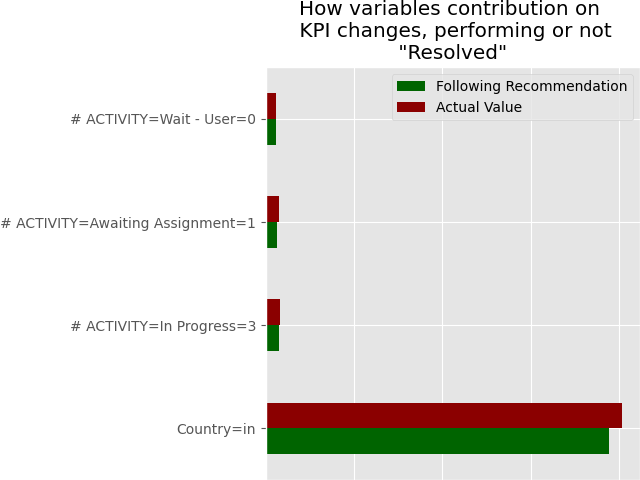 How variables contribution on
KPI changes, performing or not
"Resolved"
Following Recommendation
Actual Value
# ACTIVITY=Wait - User=0
# ACTIVITY=Awaiting Assignment=1
# ACTIVITY=In Progress=3
Country=in